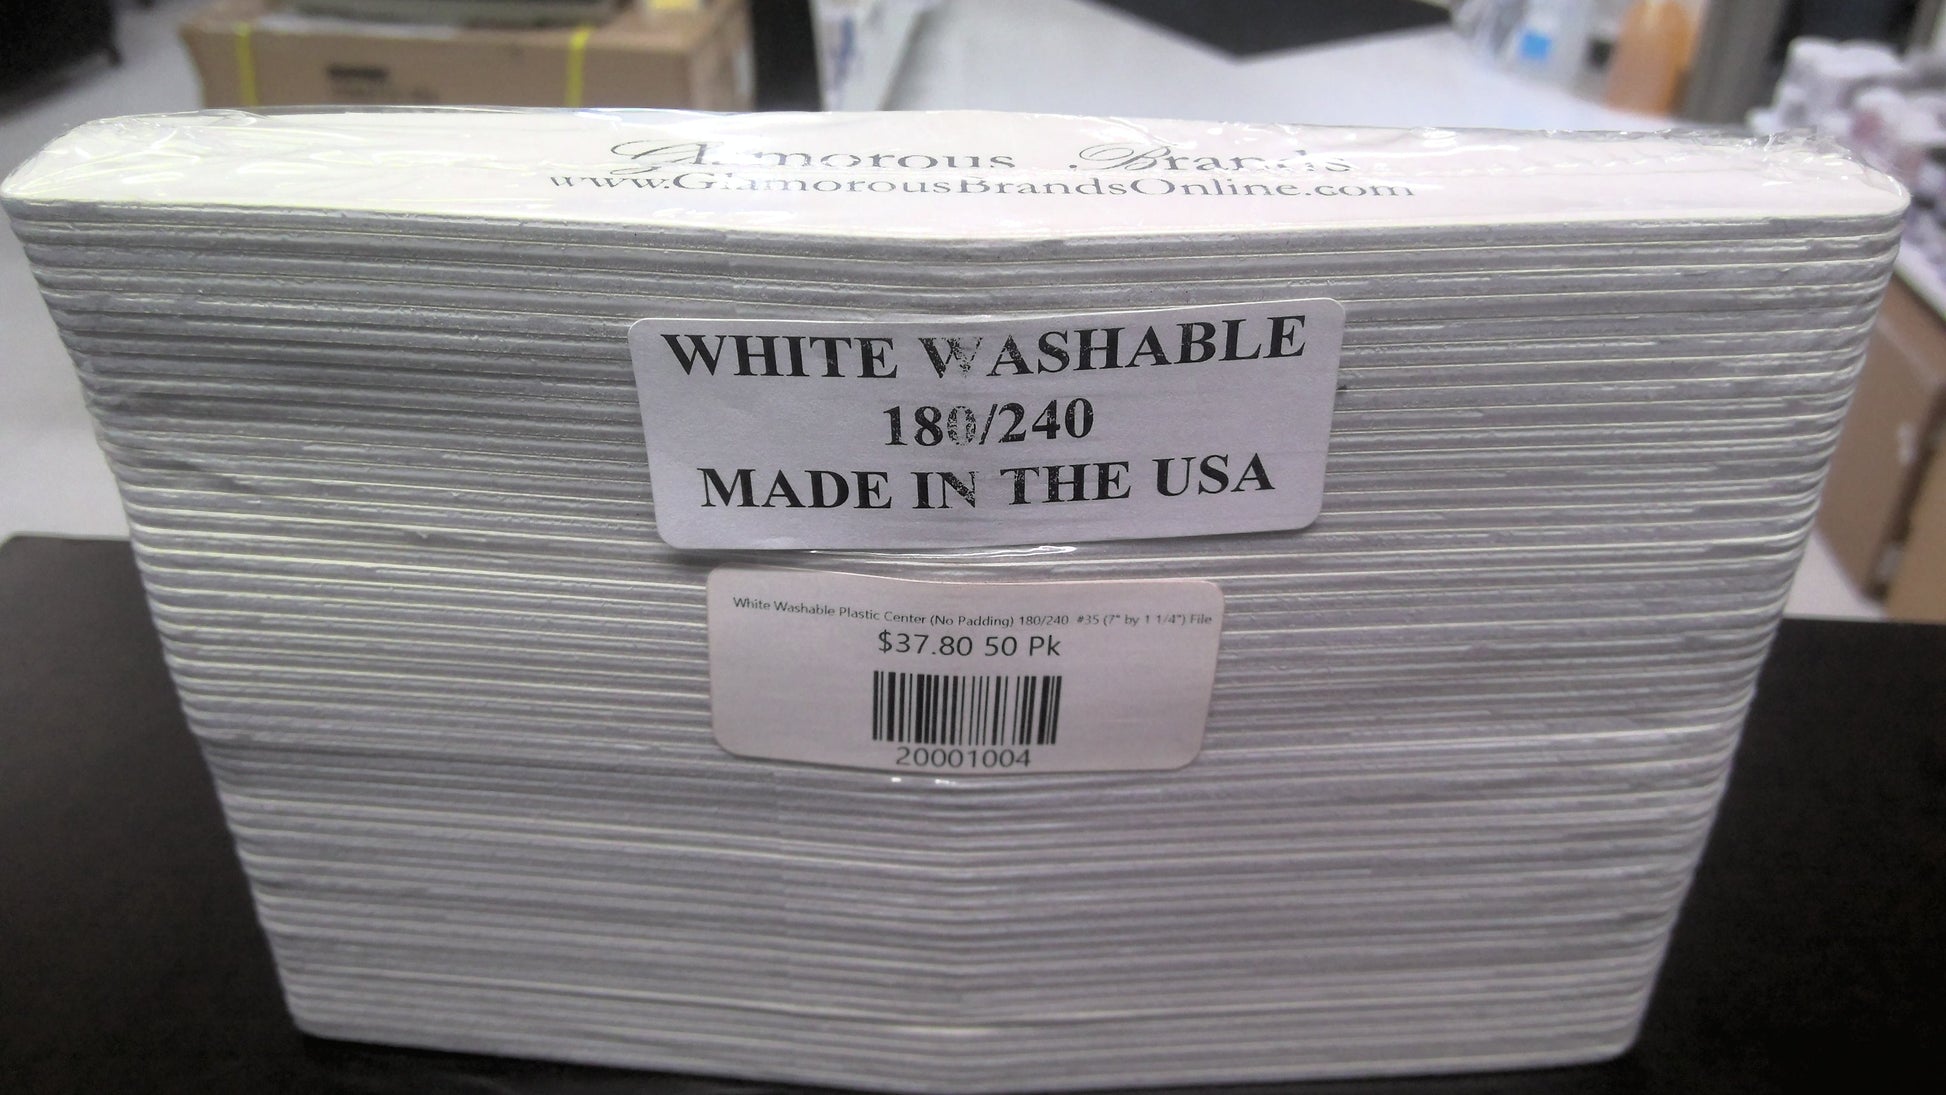 Glamorous Brands
www.GlamorousBrandsOnline.com
WHITE WASHABLE
180/240
MADE IN THE USA
White Washable Plastic Center (No Padding) 180/240 #35 (7" by 1 1/4") File
$37.80 50 Pk
20001004